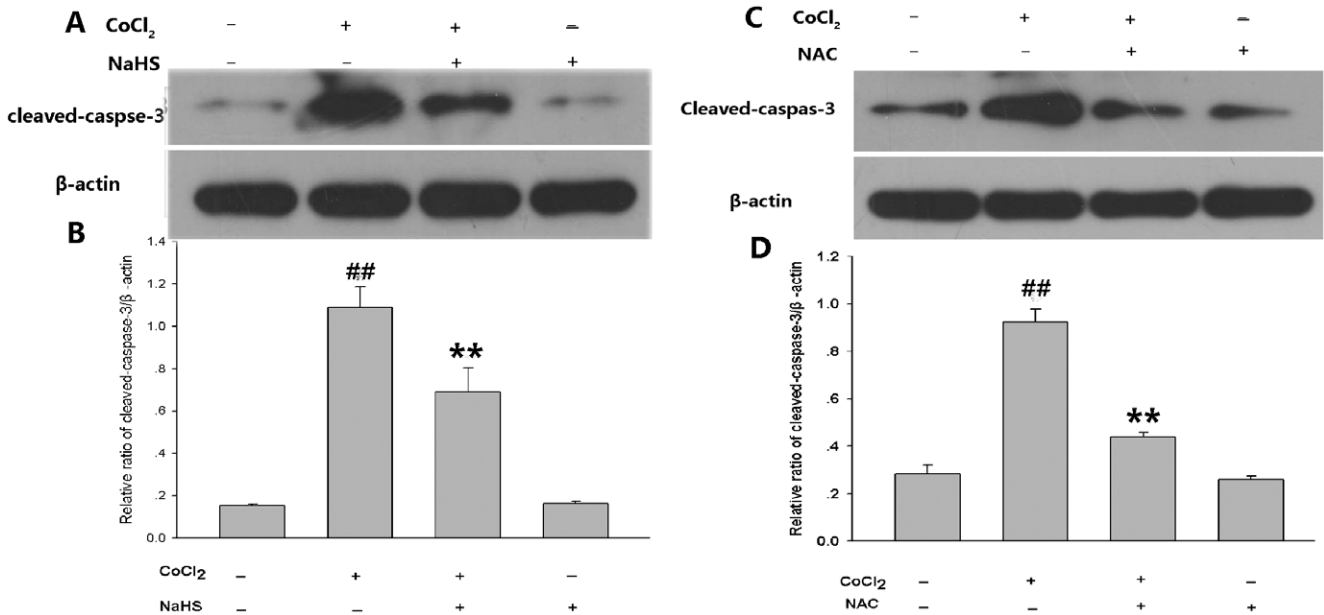 A
CoCl2 – + + –
NaHS – – + +
cleaved-caspse-3
β-actin
B
Relative ratio of cleaved-caspase-3/β -actin
1.4
1.2
1.0
.8
.6
.4
.2
0.0
##
**
CoCl2 – + + –
NaHS – – + +
C
CoCl2 – + + –
NAC – – + +
Cleaved-caspas-3
β-actin
D
Relative ratio of cleaved-caspase-3/β -actin
1.2
1.0
.8
.6
.4
0.2
0.0
##
**
CoCl2 – + + –
NAC – – + +